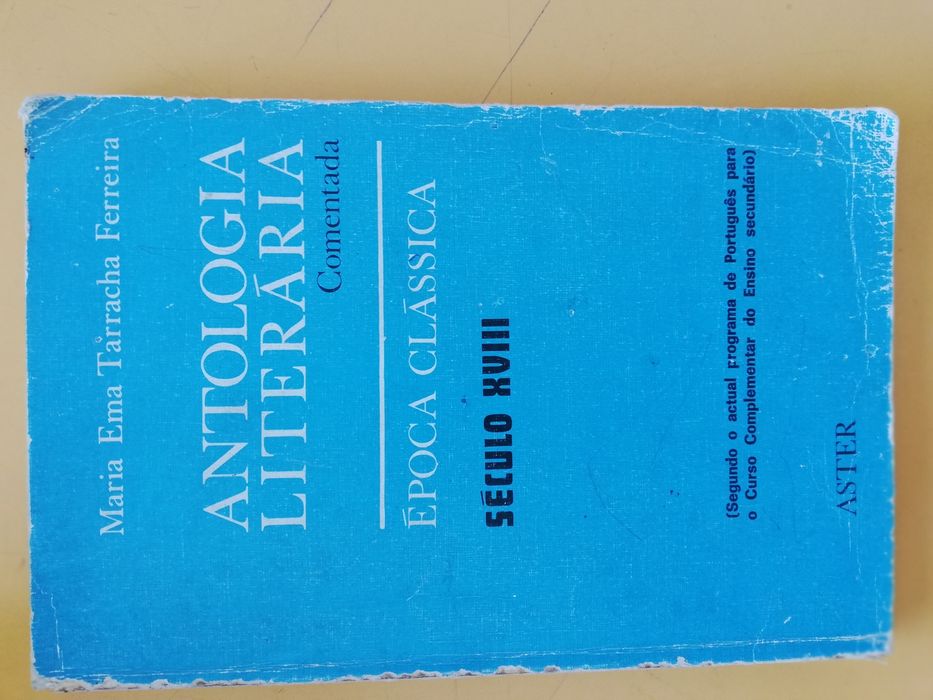 Maria Ema Tarracha Ferreira
ANTOLOGIA
LITERÁRIA
Comentada
ÉPOCA CLÁSSICA
SÉCULO XVIII
(Segundo o actual programa de Português para
o Curso Complementar do Ensino secundário)
ASTER